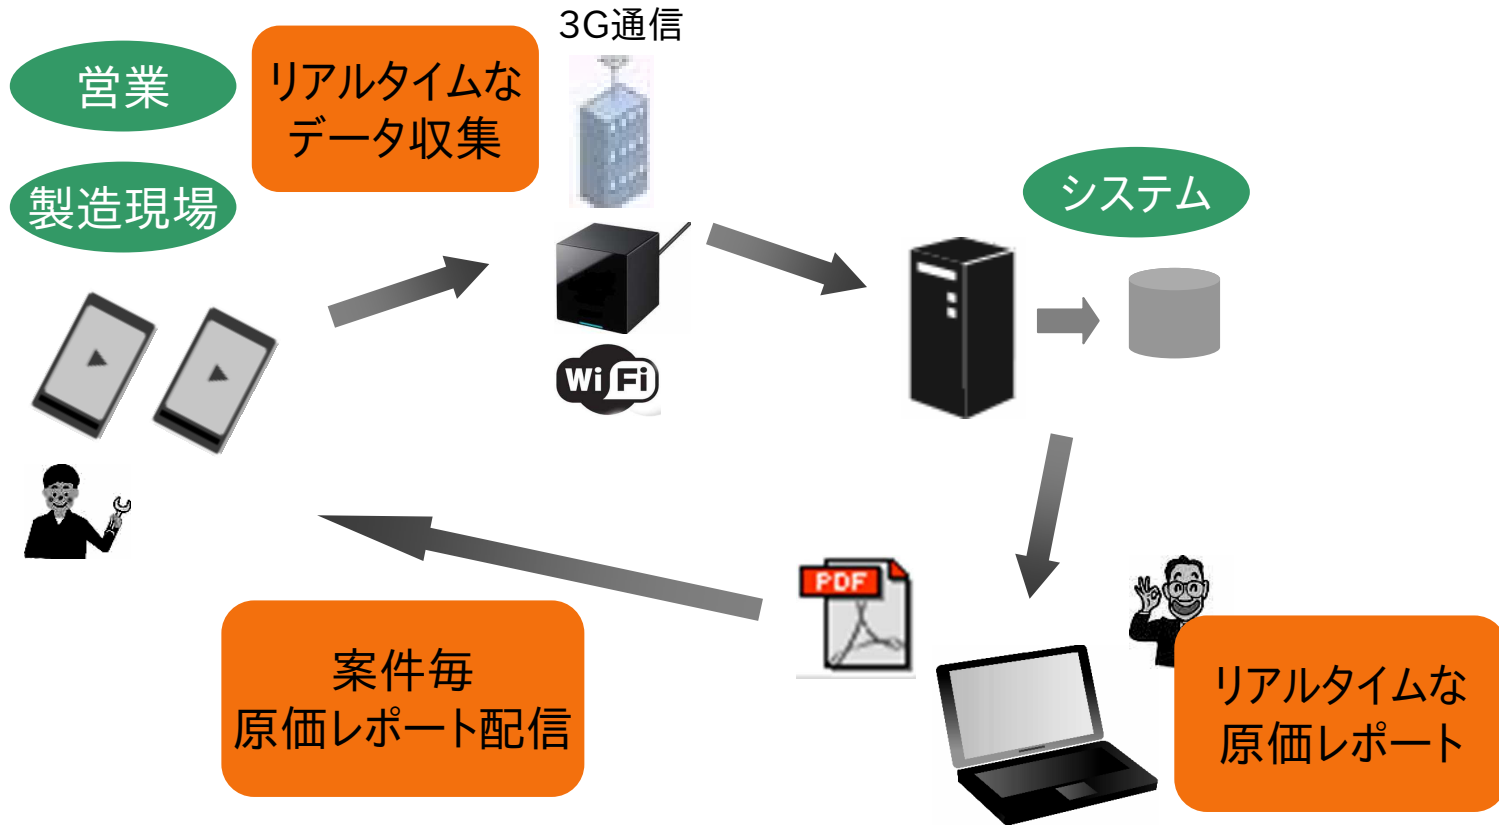 3G通信
営業
リアルタイムな
データ収集
製造現場
システム
Wi Fi
PDF
案件毎
原価レポート配信
リアルタイムな
原価レポート